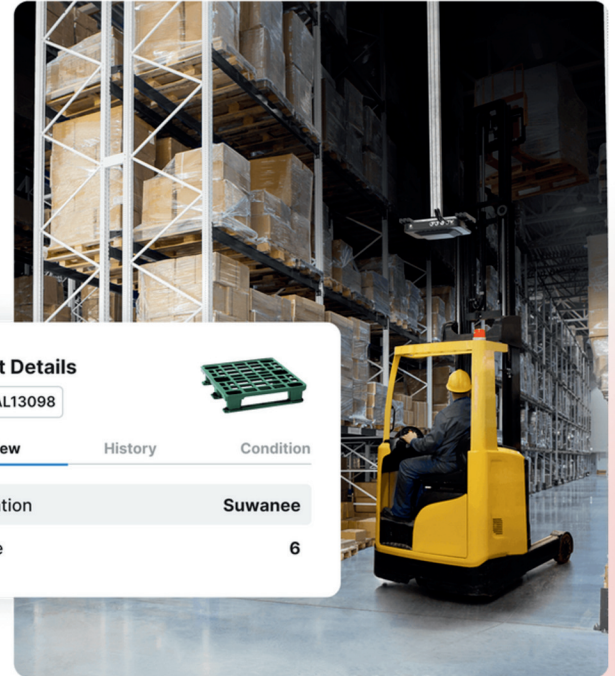 t Details
AL13098
ew
History
Condition
tion
Suwanee
e
6